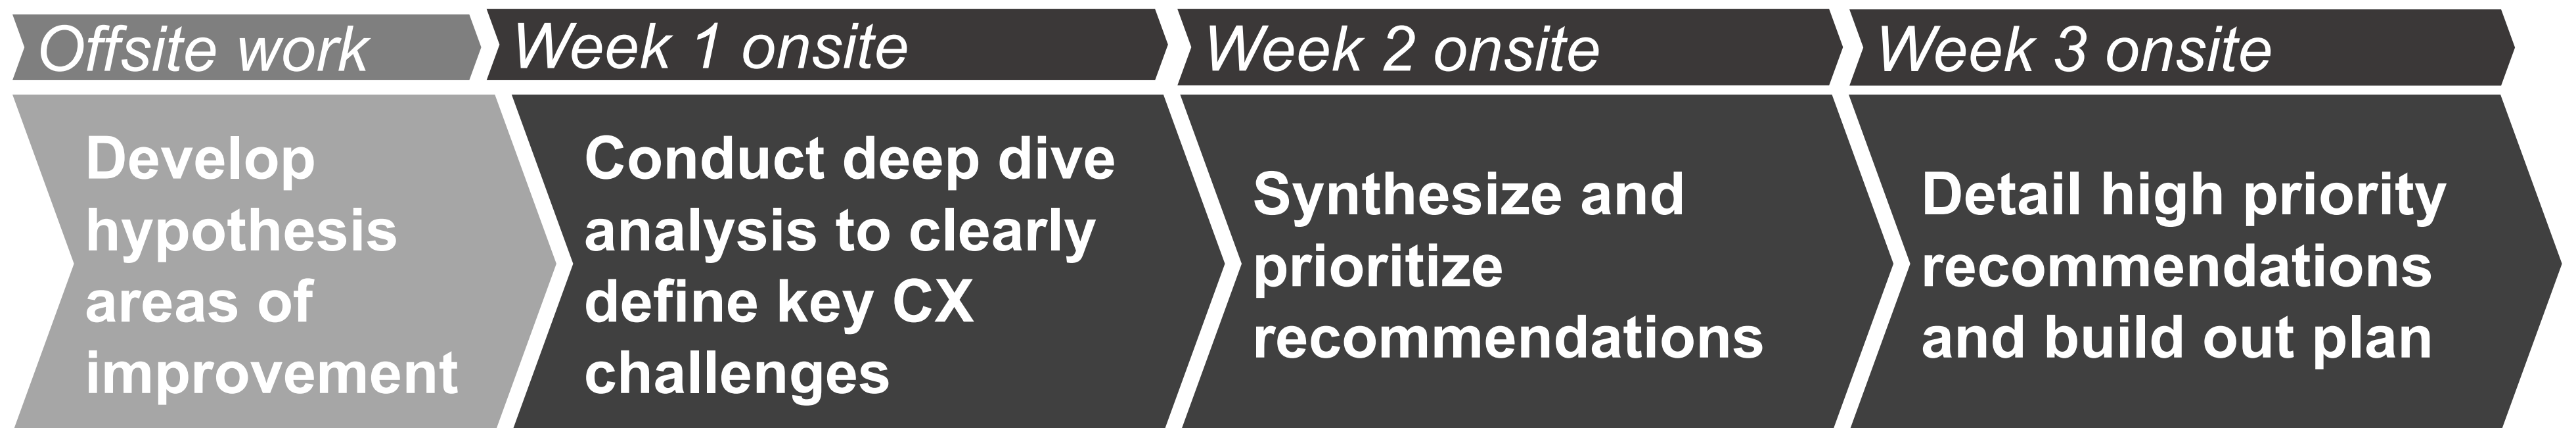 Offsite work
Week 1 onsite
Week 2 onsite
Week 3 onsite
Develop
hypothesis
areas of
improvement
Conduct deep dive
analysis to clearly
define key CX
challenges
Synthesize and
prioritize
recommendations
Detail high priority
recommendations
and build out plan